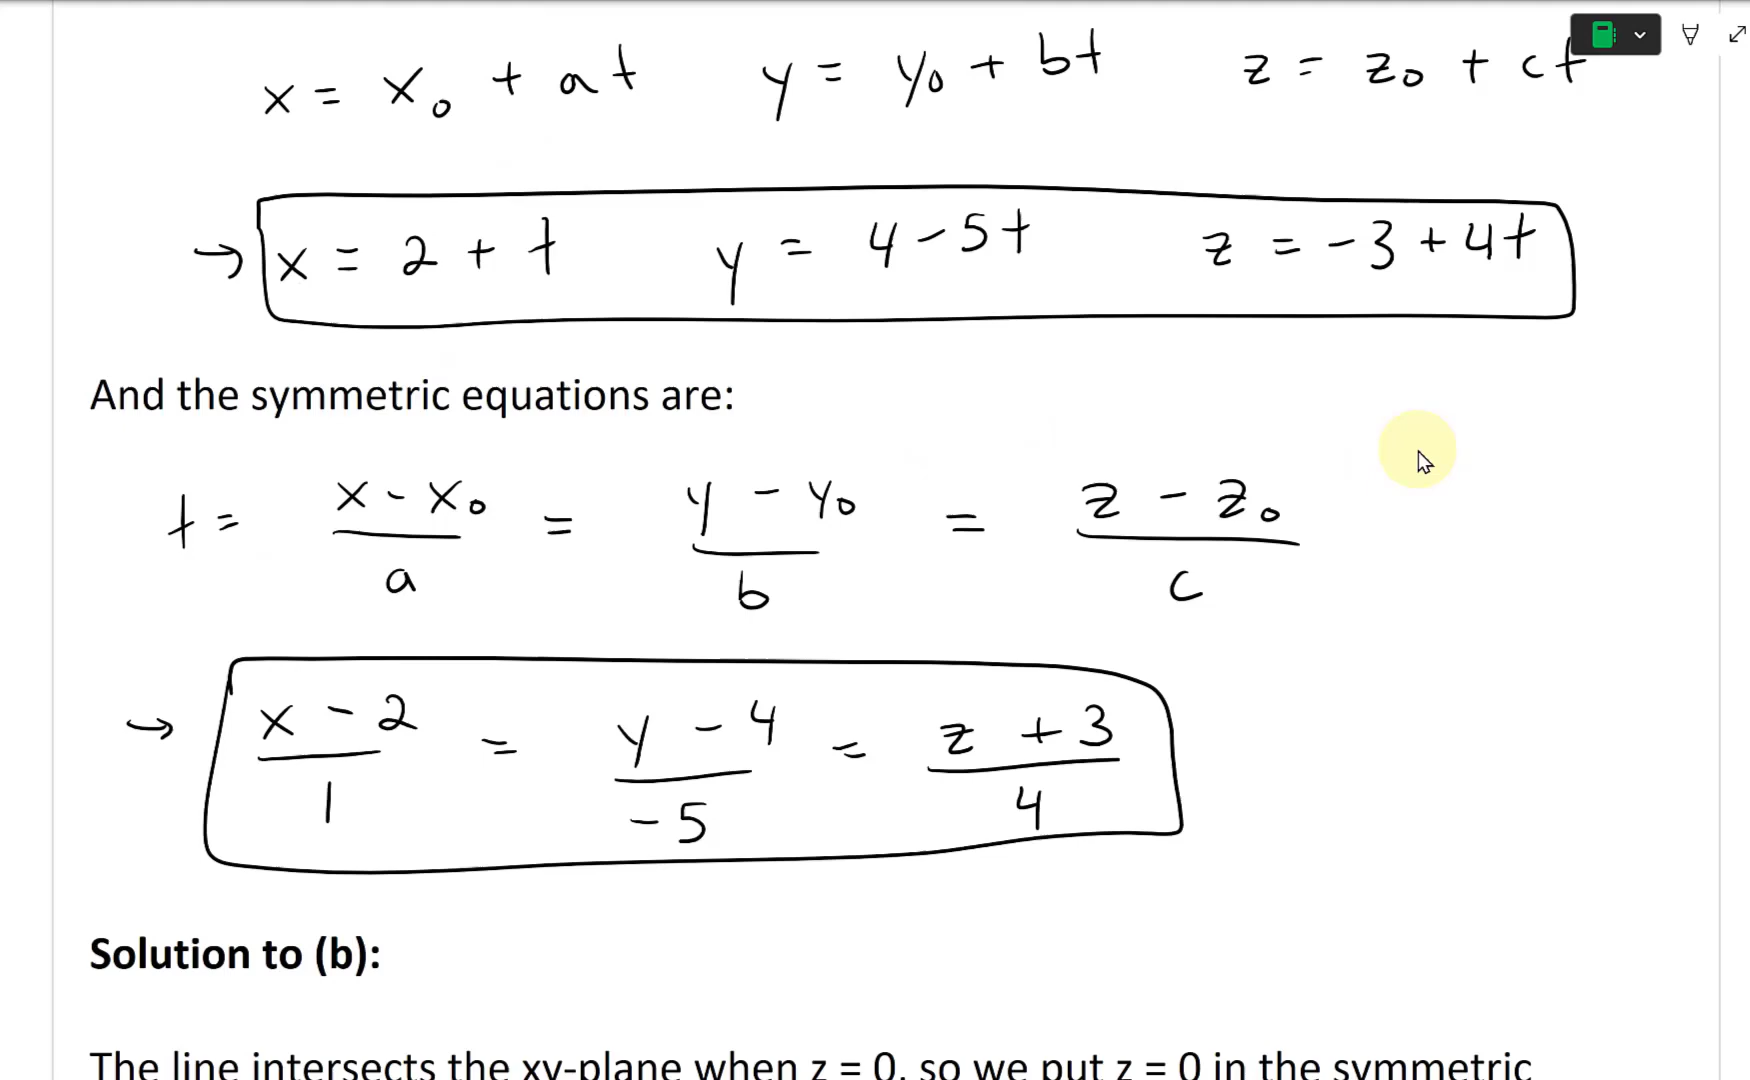 x = x₀ + at y = y₀ + bt z = z₀ + ct
→ x = 2 + t y = 4 - 5t z = -3 + 4t
And the symmetric equations are:
t = (x - x₀)/a = (y - y₀)/b = (z - z₀)/c
→ (x - 2)/1 = (y - 4)/-5 = (z + 3)/4
Solution to (b):
The line intersects the xy-plane when z = 0, so we put z = 0 in the symmetric